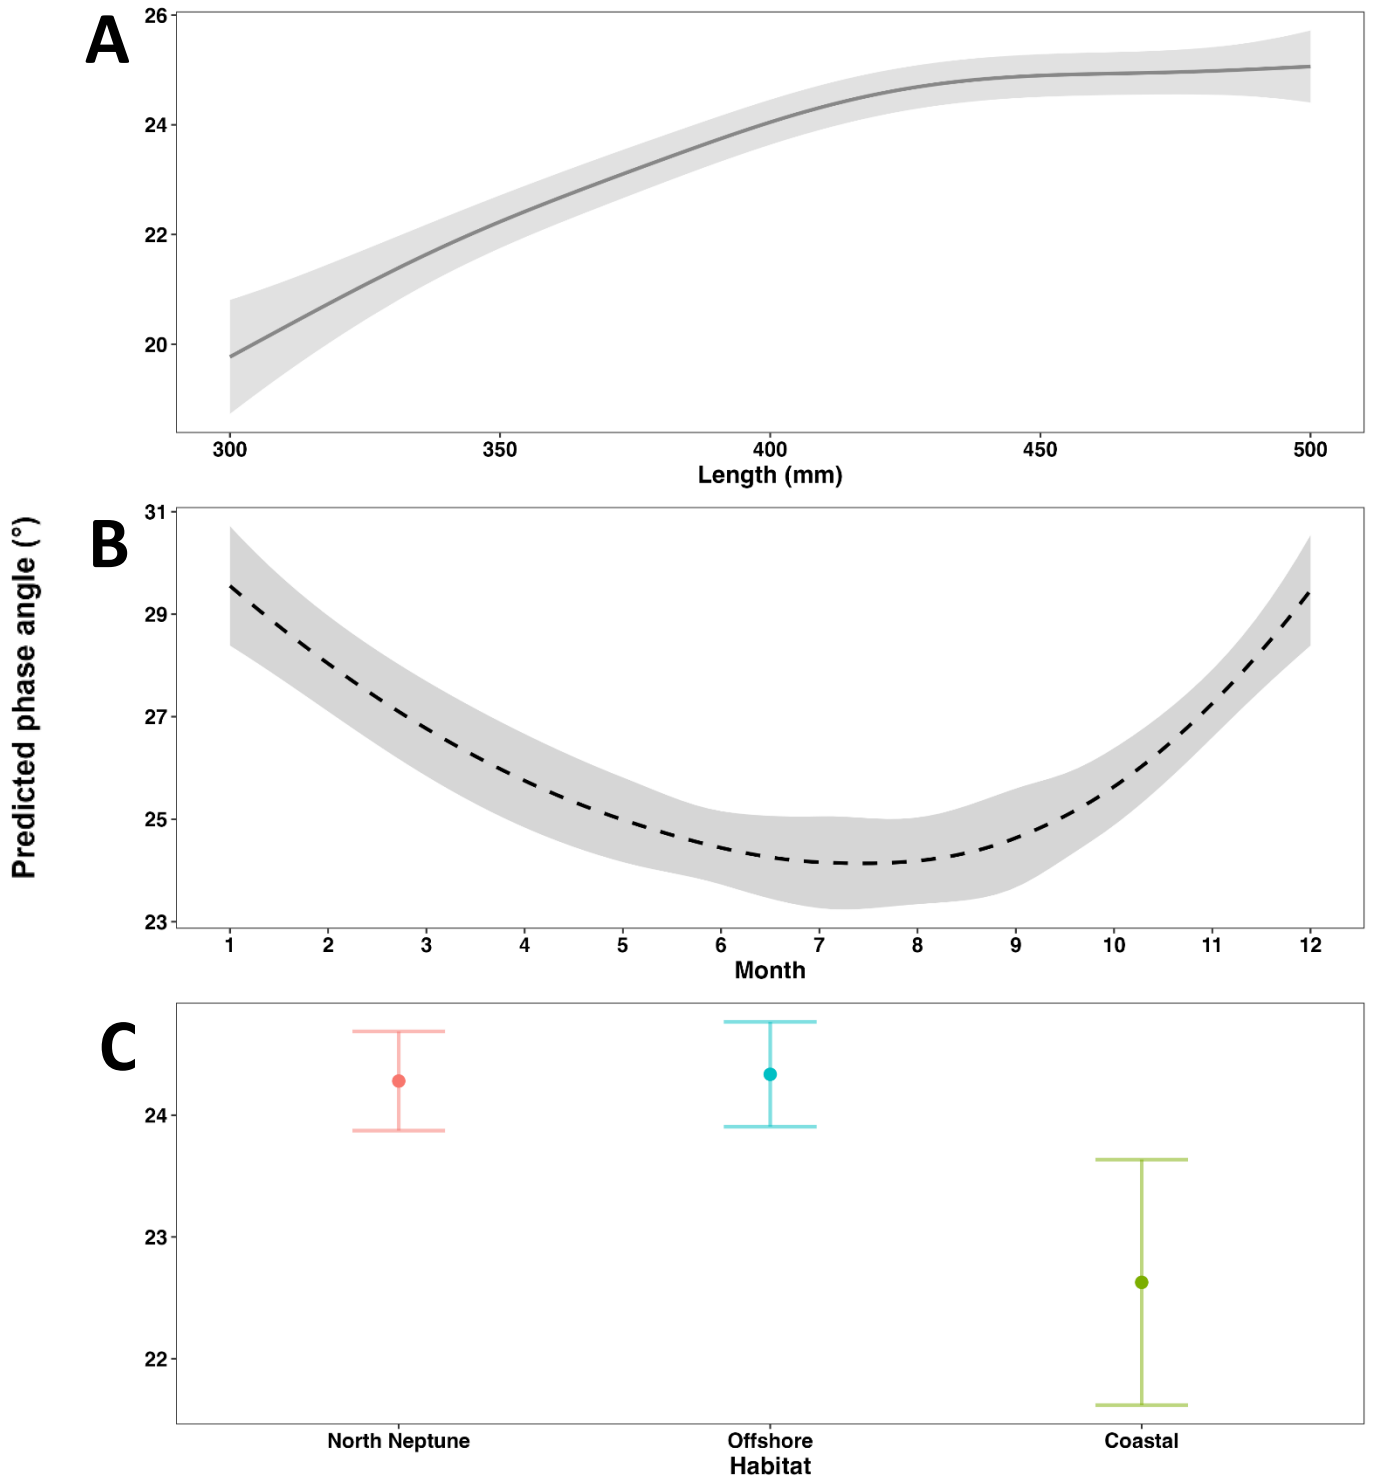 A
26
24
22
20
300 350 400 450 500
Length (mm)
Predicted phase angle (°)
B
31
29
27
25
23
1 2 3 4 5 6 7 8 9 10 11 12
Month
C
24
23
22
North Neptune Offshore Coastal
Habitat